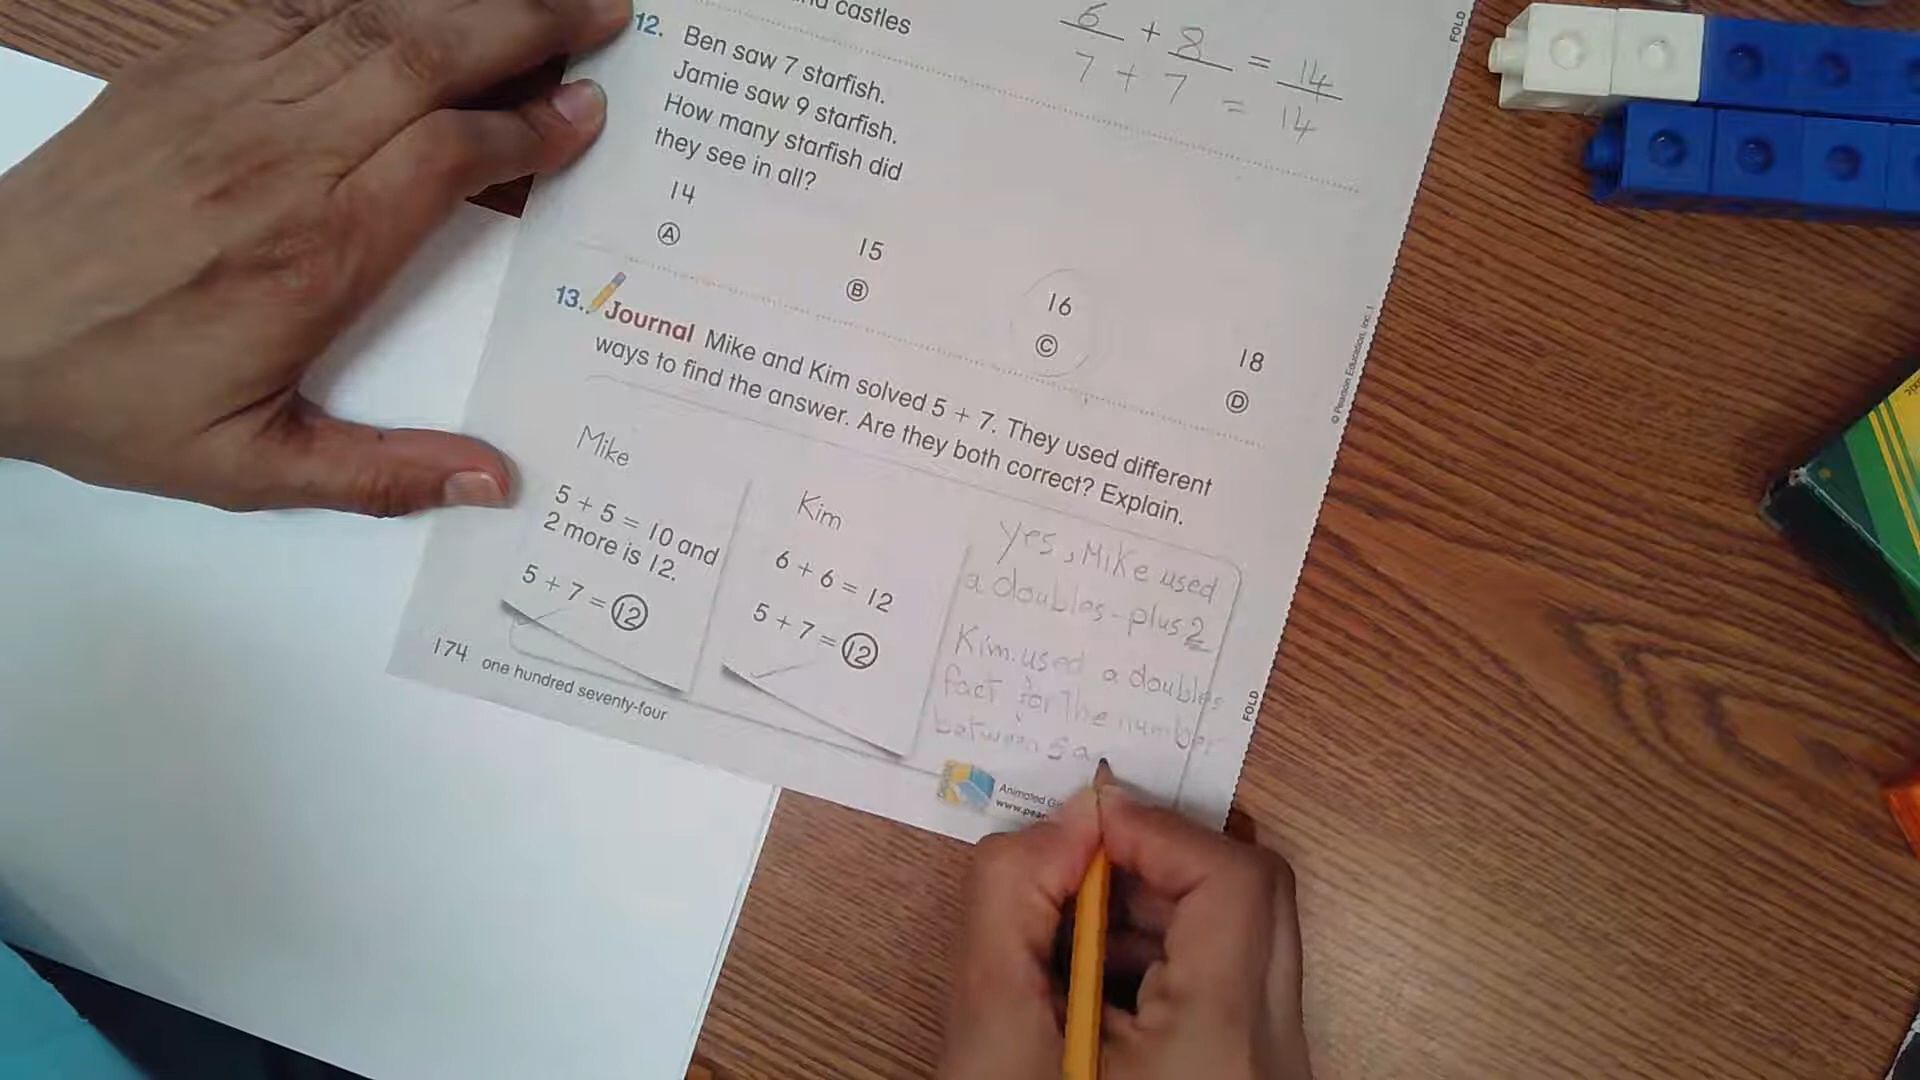 castles
6 + 8 = 14
7 + 7 = 14
12. Ben saw 7 starfish.
Jamie saw 9 starfish.
How many starfish did
they see in all?
14
A
15
B
16
C
18
D
13. Journal Mike and Kim solved 5 + 7. They used different
ways to find the answer. Are they both correct? Explain.
Mike
5 + 5 = 10 and
2 more is 12.
5 + 7 = 12
Kim
6 + 6 = 12
5 + 7 = 12
yes, Mike used
a doubles-plus 2
Kim used a doubles
fact for the number
between 5 a
174 one hundred seventy-four
Animated
www.pear
FOLD
© Pearson Education, Inc.
FOLD